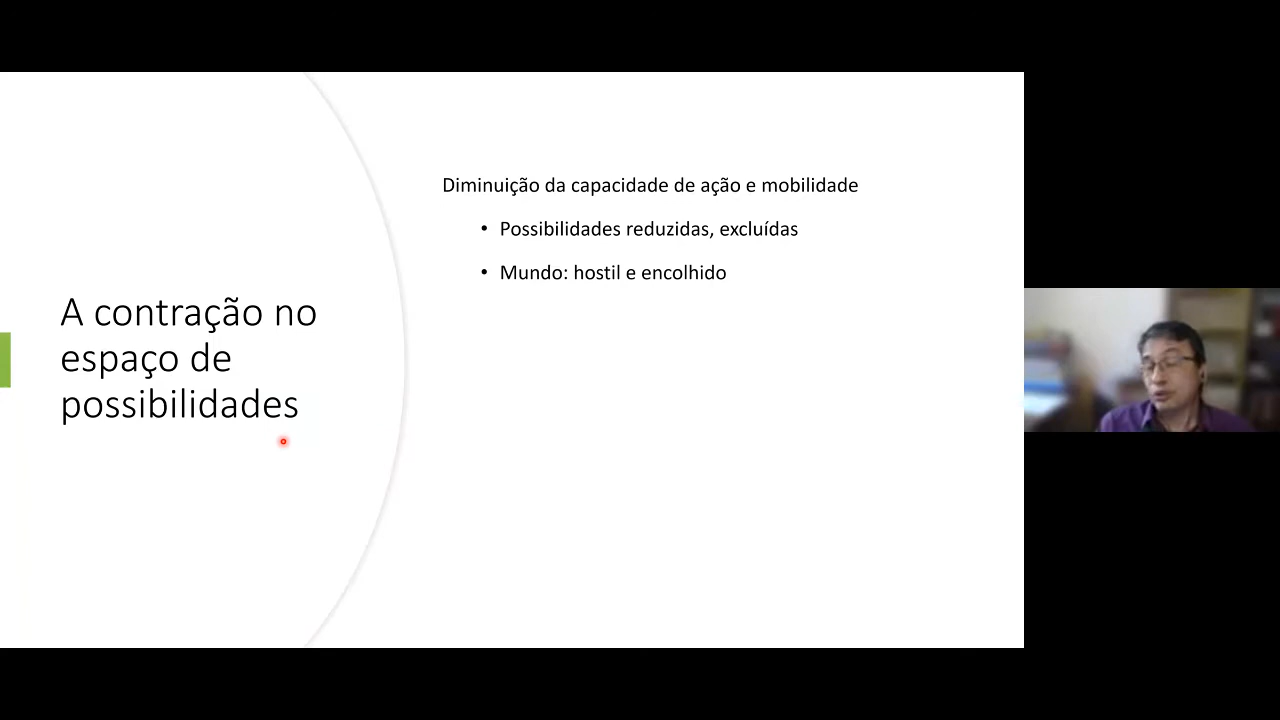 A contração no
espaço de
possibilidades
Diminuição da capacidade de ação e mobilidade
• Possibilidades reduzidas, excluídas
• Mundo: hostil e encolhido